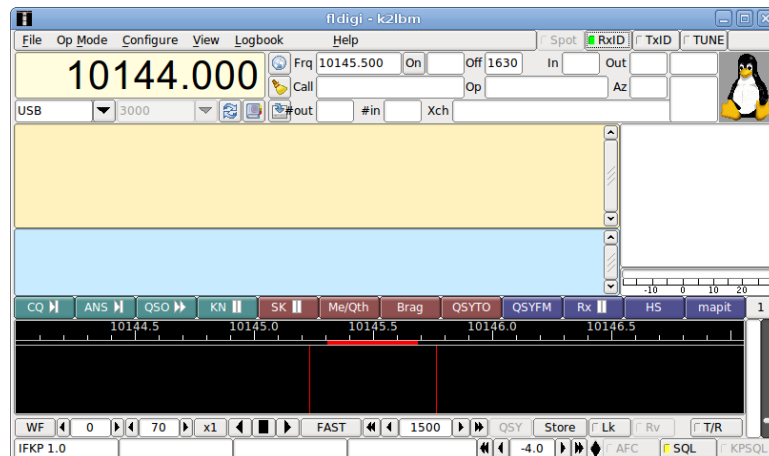 fldigi - k2lbm
File Op Mode Configure View Logbook Help Spot RxID TxID TUNE
10144.000 Frq 10145.500 On Off 1630 In Out
Call Op Az
USB 3000 #out #in Xch
-10 0 10 20
CQ ANS QSO KN SK Me/Qth Brag QSYTO QSYFM Rx HS mapit 1
10144.5 10145.0 10145.5 10146.0 10146.5
WF 0 70 x1 FAST 1500 QSY Store Lk Rv T/R
IFKP 1.0 -4.0 AFC SQL KPSQL